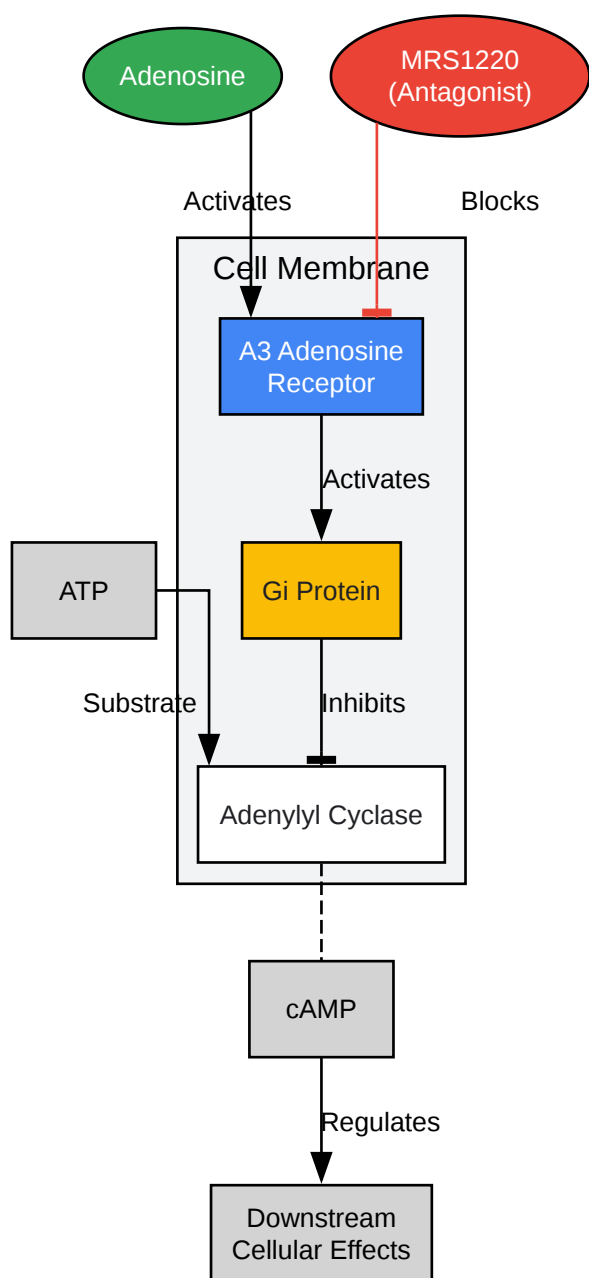 Adenosine
MRS1220
(Antagonist)
Activates
Blocks
Cell Membrane
A3 Adenosine
Receptor
Activates
ATP
Gi Protein
Substrate
Inhibits
Adenylyl Cyclase
cAMP
Regulates
Downstream
Cellular Effects